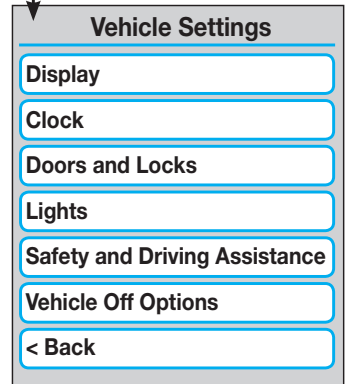 Vehicle Settings
Display
Clock
Doors and Locks
Lights
Safety and Driving Assistance
Vehicle Off Options
< Back